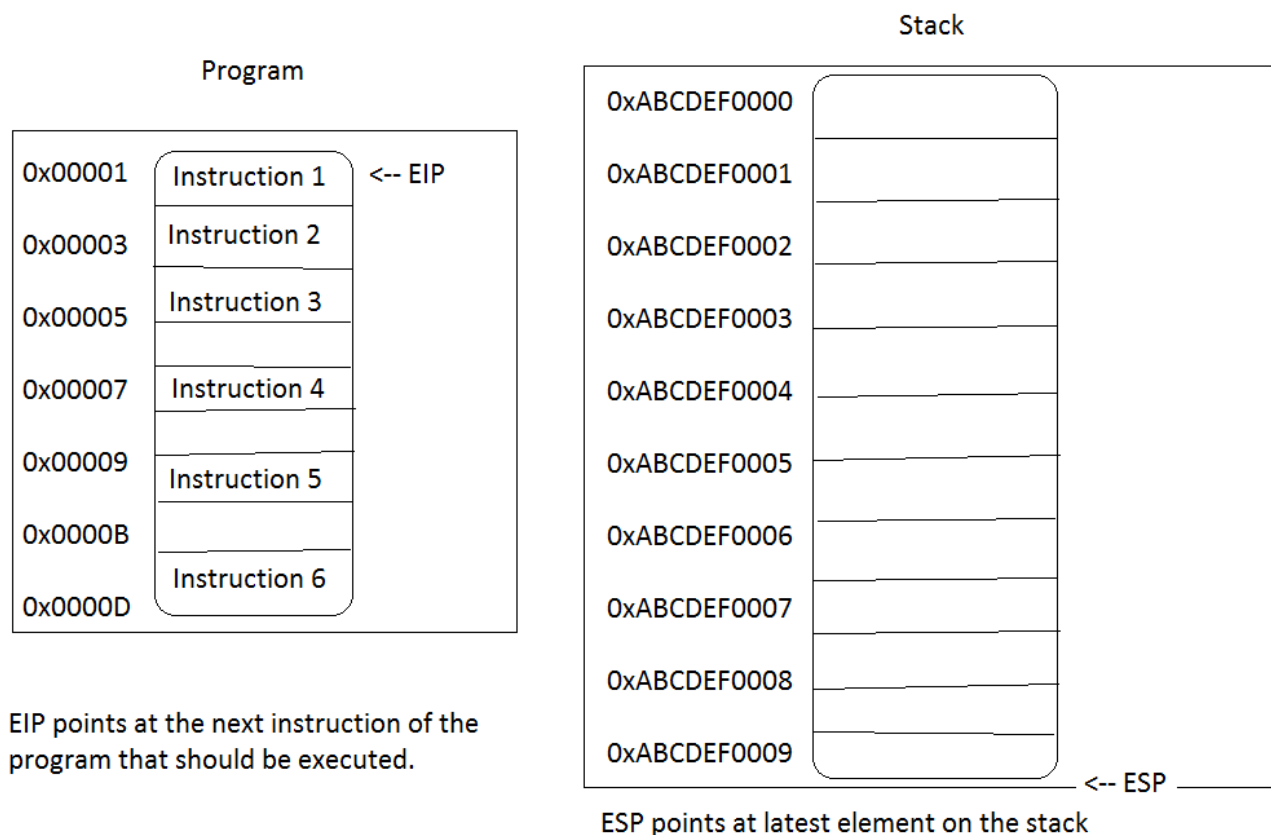 Program
0x00001 Instruction 1 <-- EIP
0x00003 Instruction 2
0x00005 Instruction 3
0x00007 Instruction 4
0x00009 Instruction 5
0x0000B
0x0000D Instruction 6
EIP points at the next instruction of the
program that should be executed.
Stack
0xABCDEF0000
0xABCDEF0001
0xABCDEF0002
0xABCDEF0003
0xABCDEF0004
0xABCDEF0005
0xABCDEF0006
0xABCDEF0007
0xABCDEF0008
0xABCDEF0009
<-- ESP
ESP points at latest element on the stack